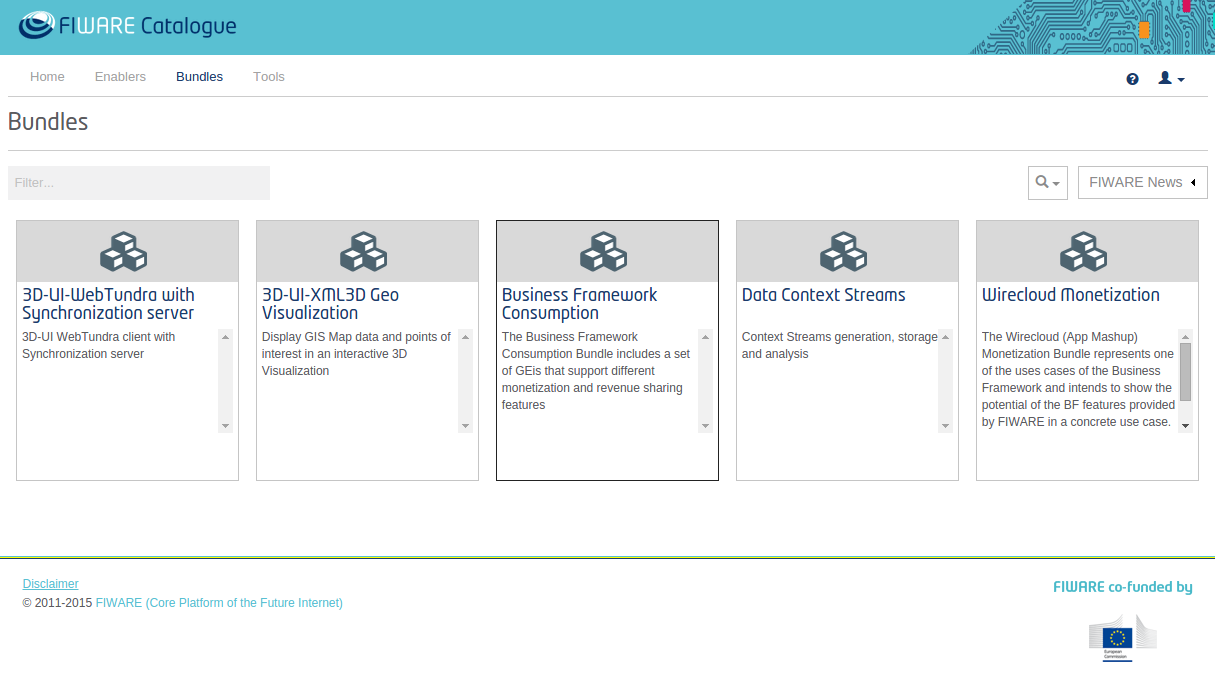 FIWARE Catalogue
Home Enablers Bundles Tools
Bundles
Filter...
FIWARE News
3D-UI-WebTundra with
Synchronization server
3D-UI WebTundra client with
Synchronization server
3D-UI-XML3D Geo
Visualization
Display GIS Map data and points of
interest in an interactive 3D
Visualization
Business Framework
Consumption
The Business Framework
Consumption Bundle includes a set
of GEis that support different
monetization and revenue sharing
features
Data Context Streams
Context Streams generation, storage
and analysis
Wirecloud Monetization
The Wirecloud (App Mashup)
Monetization Bundle represents one
of the uses cases of the Business
Framework and intends to show the
potential of the BF features provided
by FIWARE in a concrete use case.
Disclaimer
© 2011-2015 FIWARE (Core Platform of the Future Internet)
FIWARE co-funded by
European
Commission